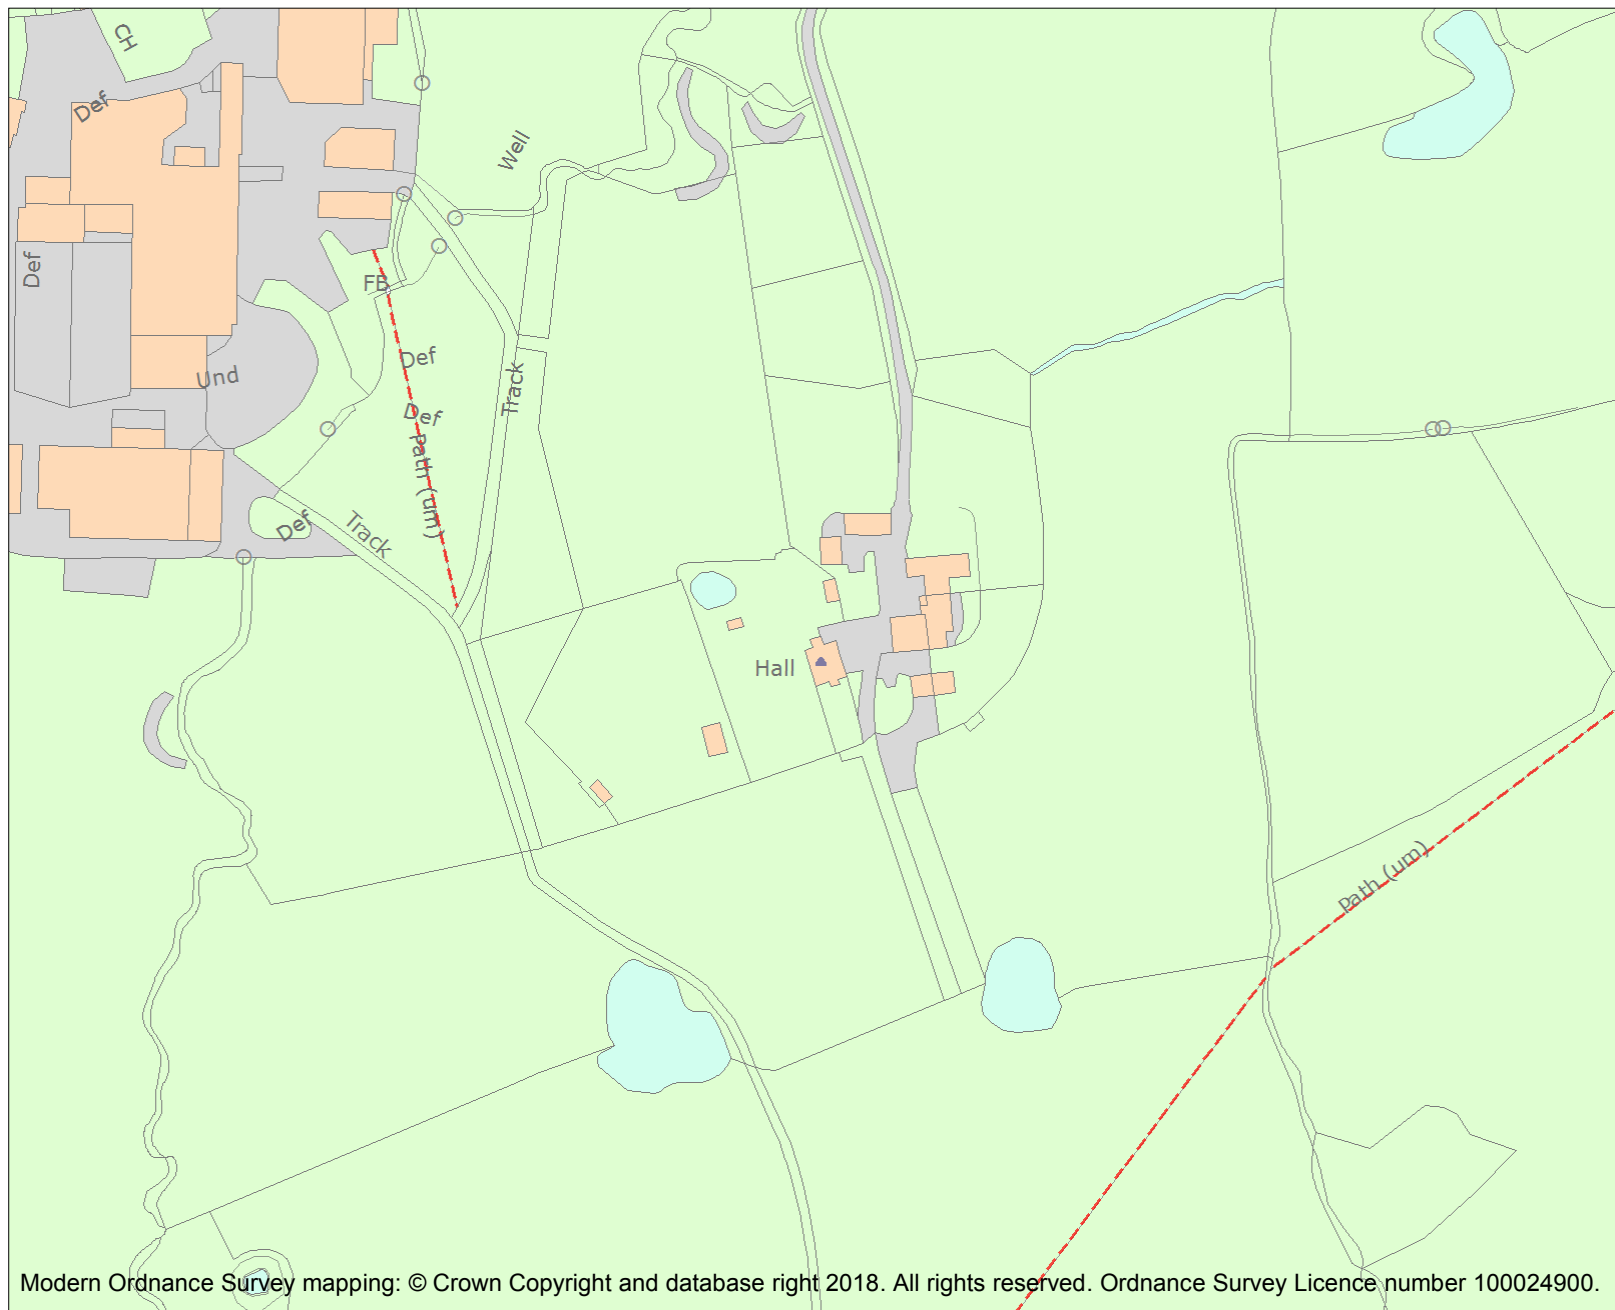 CH
Def
Well
Def
FB
Def
Und
Track
Def
Path (um)
Def
Track
Hall
Path (um)
Modern Ordnance Survey mapping: © Crown Copyright and database right 2018. All rights reserved. Ordnance Survey Licence number 100024900.